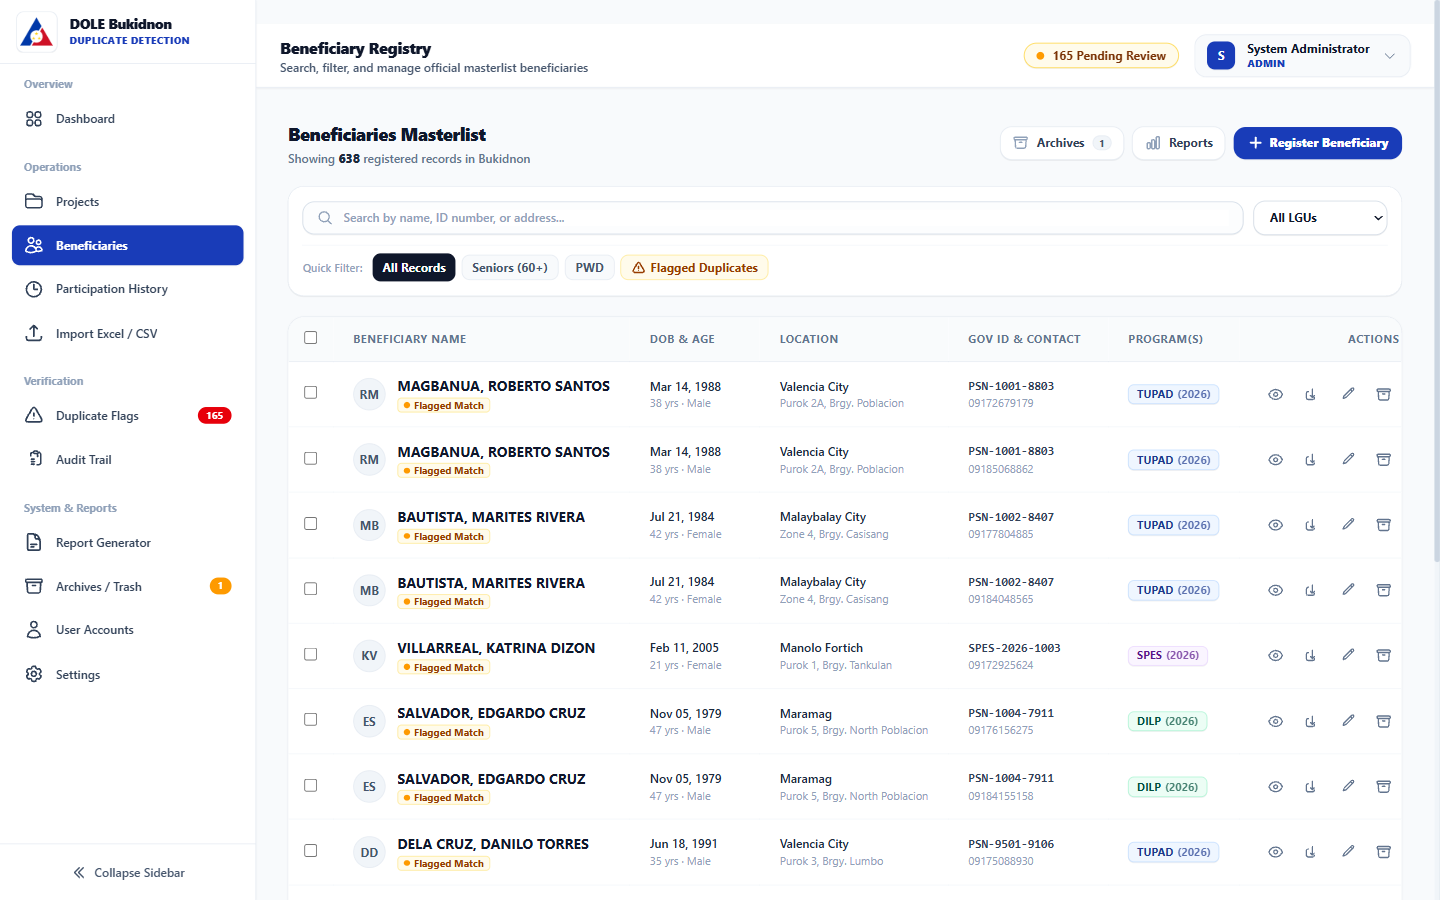 DOLE Bukidnon
DUPLICATE DETECTION
Overview
Dashboard
Operations
Projects
Beneficiaries
Participation History
Import Excel / CSV
Verification
Duplicate Flags 165
Audit Trail
System & Reports
Report Generator
Archives / Trash 1
User Accounts
Settings
Collapse Sidebar
Beneficiary Registry
Search, filter, and manage official masterlist beneficiaries
165 Pending Review
S
System Administrator
ADMIN
Beneficiaries Masterlist
Showing 638 registered records in Bukidnon
Archives 1
Reports
Register Beneficiary
Search by name, ID number, or address...
All LGUs
Quick Filter: All Records Seniors (60+) PWD Flagged Duplicates
BENEFICIARY NAME DOB & AGE LOCATION GOV ID & CONTACT PROGRAM(S) ACTIONS
RM MAGBANUA, ROBERTO SANTOS Mar 14, 1988 Valencia City PSN-1001-8803 TUPAD (2026)
Flagged Match 38 yrs · Male Purok 2A, Brgy. Poblacion 09172679179
RM MAGBANUA, ROBERTO SANTOS Mar 14, 1988 Valencia City PSN-1001-8803 TUPAD (2026)
Flagged Match 38 yrs · Male Purok 2A, Brgy. Poblacion 09185068862
MB BAUTISTA, MARITES RIVERA Jul 21, 1984 Malaybalay City PSN-1002-8407 TUPAD (2026)
Flagged Match 42 yrs · Female Zone 4, Brgy. Casisang 09177804885
MB BAUTISTA, MARITES RIVERA Jul 21, 1984 Malaybalay City PSN-1002-8407 TUPAD (2026)
Flagged Match 42 yrs · Female Zone 4, Brgy. Casisang 09184048565
KV VILLARREAL, KATRINA DIZON Feb 11, 2005 Manolo Fortich SPES-2026-1003 SPES (2026)
Flagged Match 21 yrs · Female Purok 1, Brgy. Tankulan 09172925624
ES SALVADOR, EDGARDO CRUZ Nov 05, 1979 Maramag PSN-1004-7911 DILP (2026)
Flagged Match 47 yrs · Male Purok 5, Brgy. North Poblacion 09176156275
ES SALVADOR, EDGARDO CRUZ Nov 05, 1979 Maramag PSN-1004-7911 DILP (2026)
Flagged Match 47 yrs · Male Purok 5, Brgy. North Poblacion 09184155158
DD DELA CRUZ, DANILO TORRES Jun 18, 1991 Valencia City PSN-9501-9106 TUPAD (2026)
Flagged Match 35 yrs · Male Purok 3, Brgy. Lumbo 09175088930